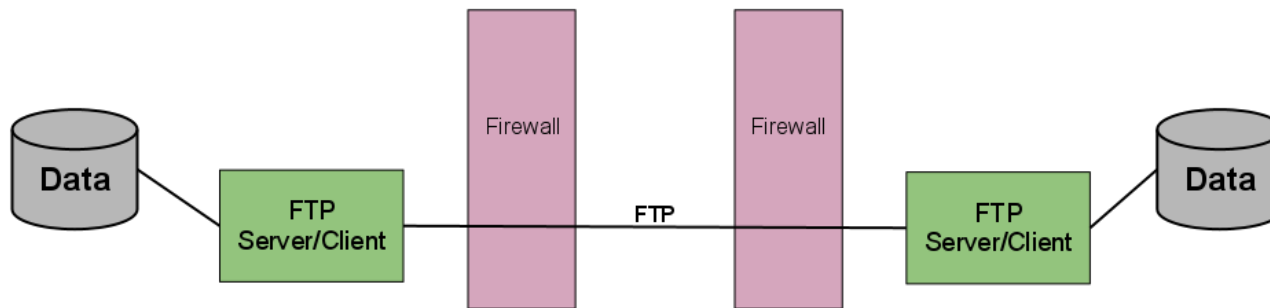 Data
FTP
Server/Client
Firewall
FTP
Firewall
FTP
Server/Client
Data